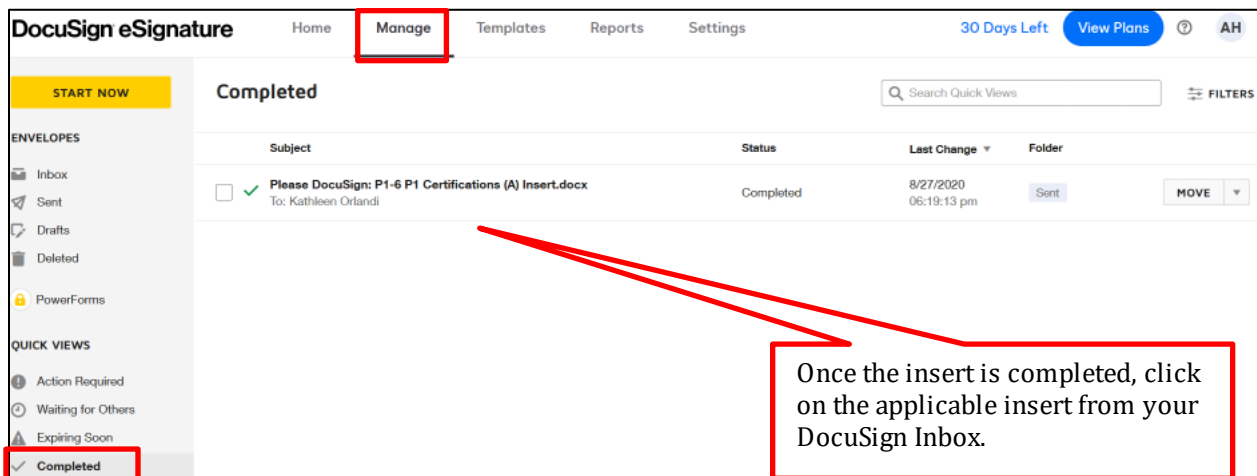 DocuSign eSignature Home Manage Templates Reports Settings 30 Days Left View Plans ? AH
START NOW
Completed
Search Quick Views
FILTERS
ENVELOPES
Subject Status Last Change Folder
Inbox
Sent
Drafts
Deleted
Please DocuSign: P1-6 P1 Certifications (A) Insert.docx
To: Kathleen Orlandi
Completed
8/27/2020
06:19:13 pm
Sent
MOVE
PowerForms
QUICK VIEWS
Action Required
Waiting for Others
Expiring Soon
Completed
Once the insert is completed, click
on the applicable insert from your
DocuSign Inbox.